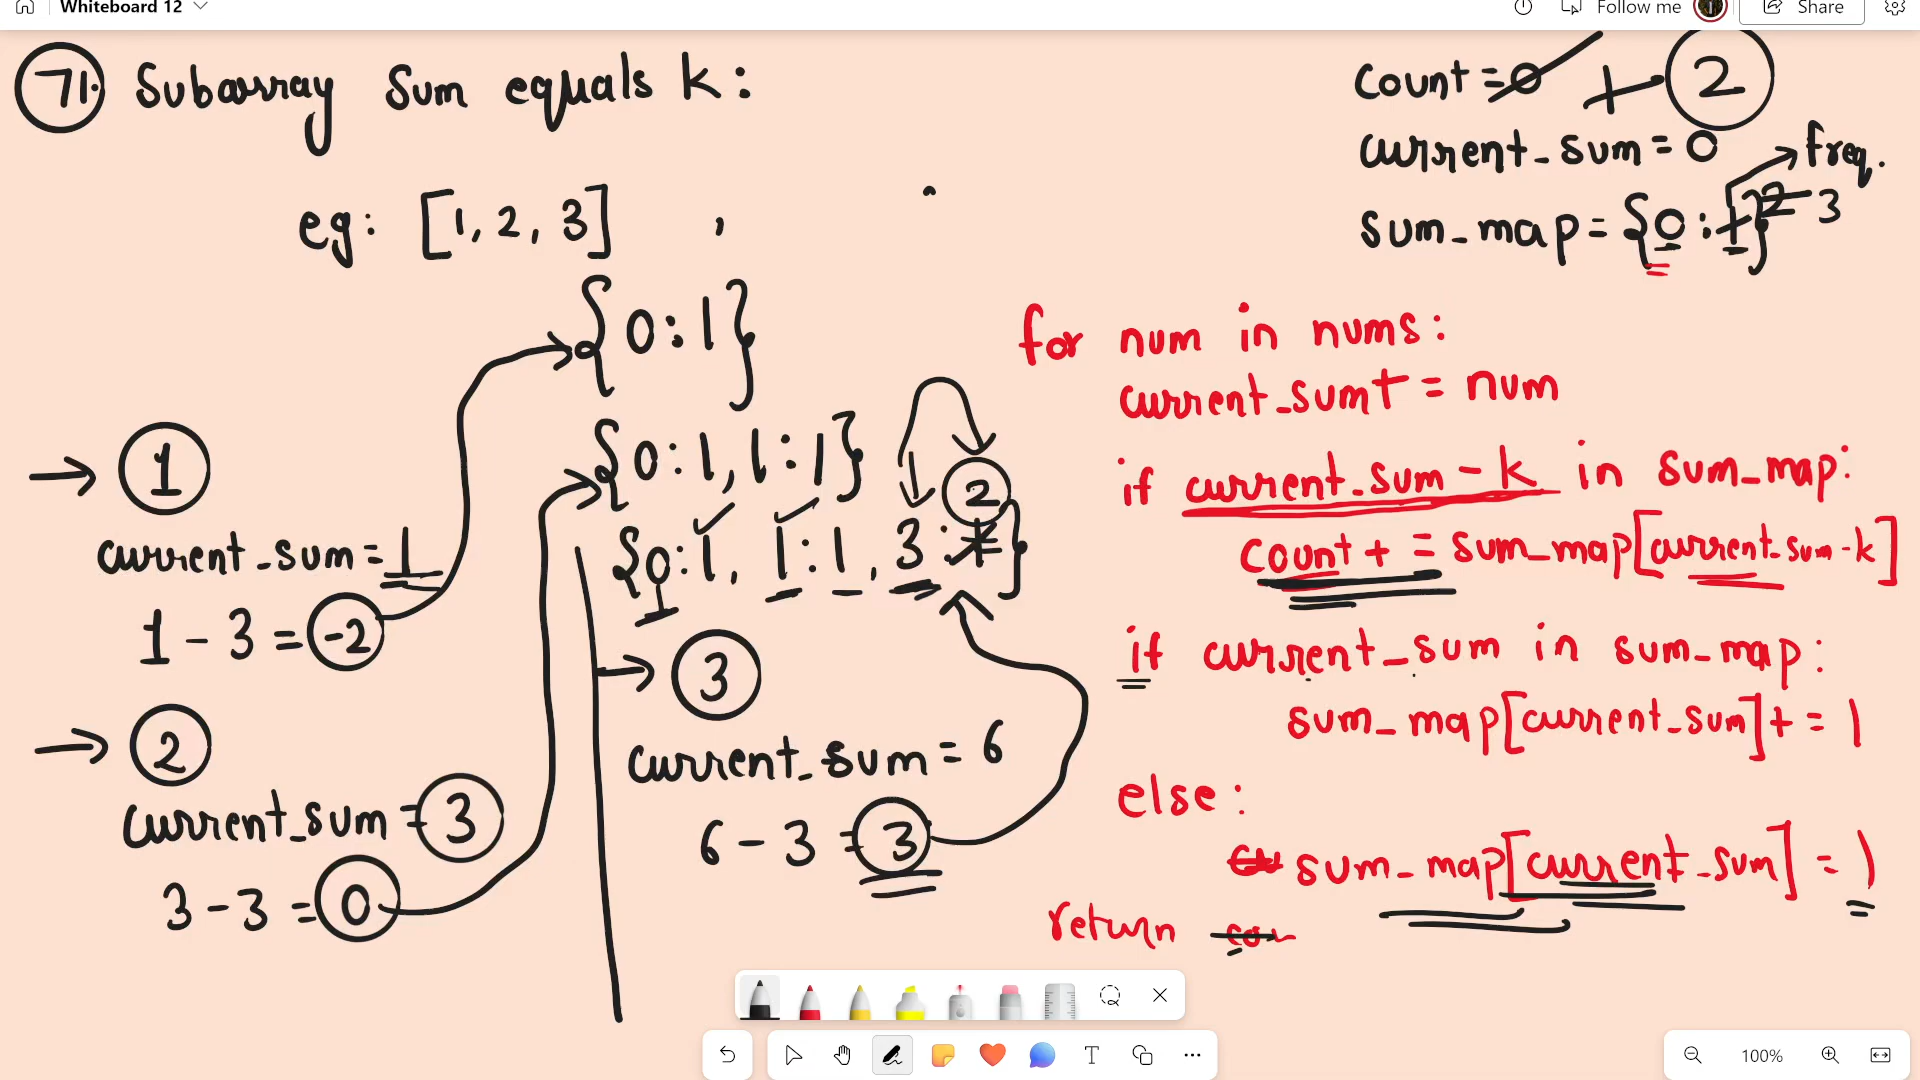 Whiteboard 12
Follow me
Share
71. Subarray Sum equals k:
eg: [1, 2, 3] ,
count = 0 1 2
current_sum = 0
freq.
sum_map = {0:1} 2 3
{0:1}
{0:1, 1:1}
{0:1, 1:1, 3:1} 2
→ 1
current_sum = 1
1 - 3 = -2
→ 2
current_sum = 3
3 - 3 = 0
→ 3
current_sum = 6
6 - 3 = 3
for num in nums:
current_sum += num
if current_sum - k in sum_map:
count += sum_map[current_sum - k]
if current_sum in sum_map:
sum_map[current_sum] += 1
else:
sum_map[current_sum] = 1
return cou
100%